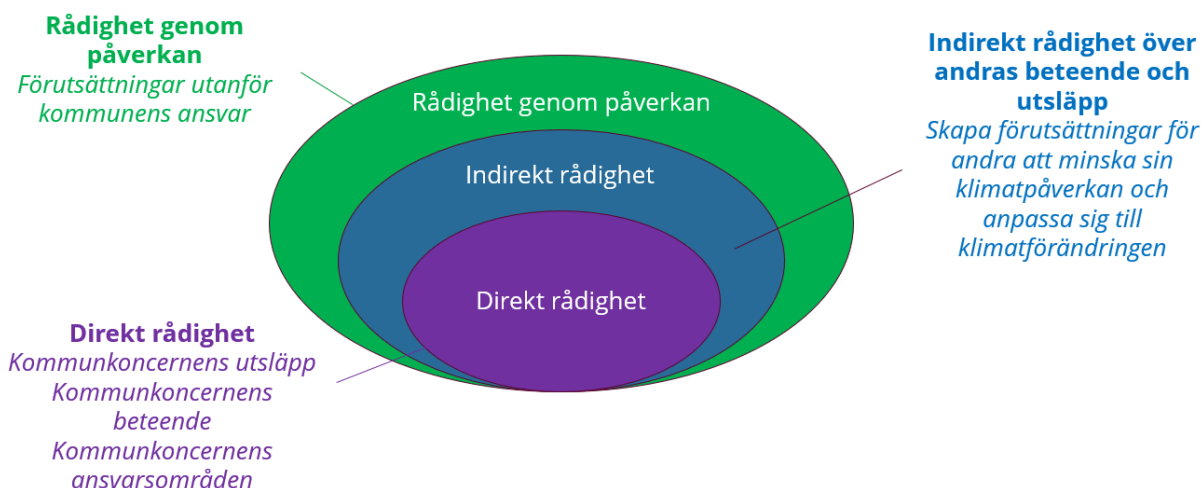 Rådighet genom
påverkan
Förutsättningar utanför
kommunens ansvar
Rådighet genom påverkan
Indirekt rådighet
Direkt rådighet
Indirekt rådighet över
andras beteende och
utsläpp
Skapa förutsättningar för
andra att minska sin
klimatpåverkan och
anpassa sig till
klimatförändringen
Direkt rådighet
Kommunkoncernens utsläpp
Kommunkoncernens
beteende
Kommunkoncernens
ansvarsområden